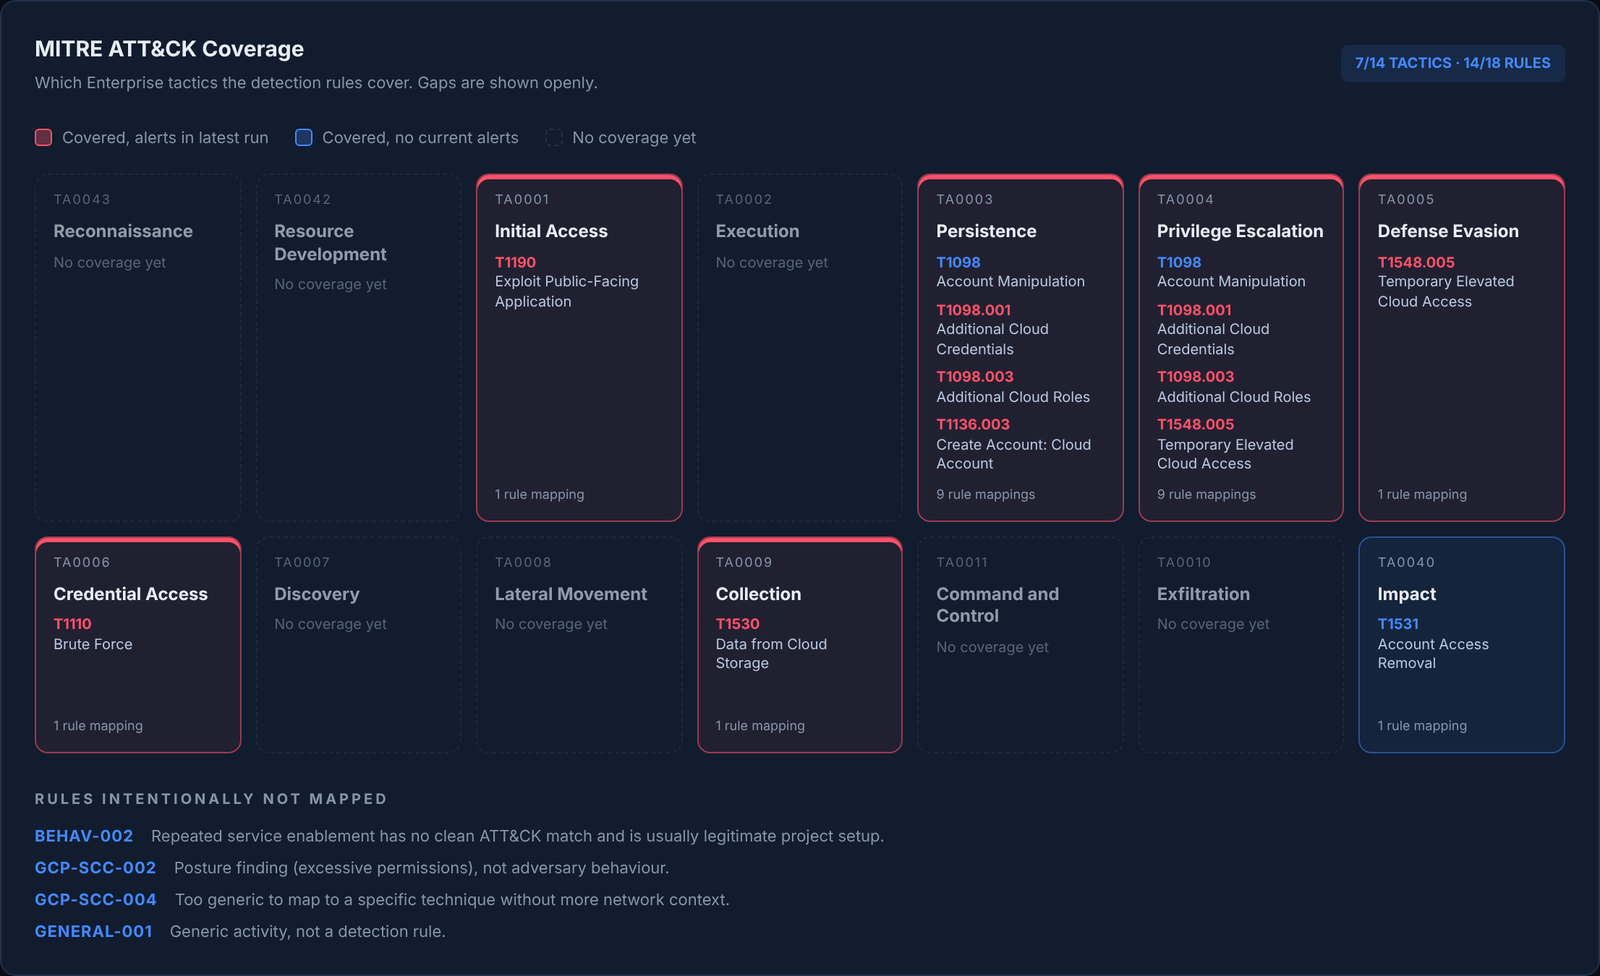 MITRE ATT&CK Coverage
Which Enterprise tactics the detection rules cover. Gaps are shown openly.
7/14 TACTICS · 14/18 RULES
Covered, alerts in latest run
Covered, no current alerts
No coverage yet
TA0043
Reconnaissance
No coverage yet
TA0042
Resource
Development
No coverage yet
TA0001
Initial Access
T1190
Exploit Public-Facing
Application
1 rule mapping
TA0002
Execution
No coverage yet
TA0003
Persistence
T1098
Account Manipulation
T1098.001
Additional Cloud
Credentials
T1098.003
Additional Cloud Roles
T1136.003
Create Account: Cloud
Account
9 rule mappings
TA0004
Privilege Escalation
T1098
Account Manipulation
T1098.001
Additional Cloud
Credentials
T1098.003
Additional Cloud Roles
T1548.005
Temporary Elevated
Cloud Access
9 rule mappings
TA0005
Defense Evasion
T1548.005
Temporary Elevated
Cloud Access
1 rule mapping
TA0006
Credential Access
T1110
Brute Force
1 rule mapping
TA0007
Discovery
No coverage yet
TA0008
Lateral Movement
No coverage yet
TA0009
Collection
T1530
Data from Cloud
Storage
1 rule mapping
TA0011
Command and
Control
No coverage yet
TA0010
Exfiltration
No coverage yet
TA0040
Impact
T1531
Account Access
Removal
1 rule mapping
RULES INTENTIONALLY NOT MAPPED
BEHAV-002 Repeated service enablement has no clean ATT&CK match and is usually legitimate project setup.
GCP-SCC-002 Posture finding (excessive permissions), not adversary behaviour.
GCP-SCC-004 Too generic to map to a specific technique without more network context.
GENERAL-001 Generic activity, not a detection rule.